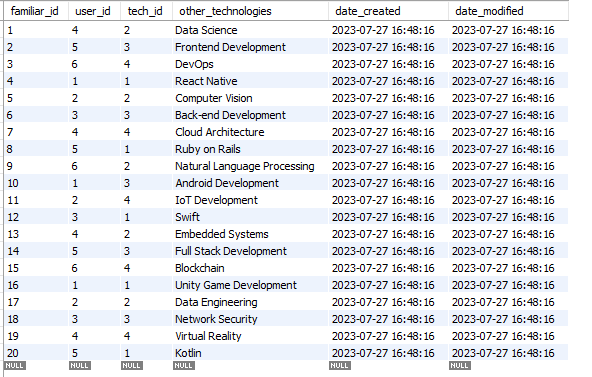 familiar_id user_id tech_id other_technologies date_created date_modified
1 4 2 Data Science 2023-07-27 16:48:16 2023-07-27 16:48:16
2 5 3 Frontend Development 2023-07-27 16:48:16 2023-07-27 16:48:16
3 6 4 DevOps 2023-07-27 16:48:16 2023-07-27 16:48:16
4 1 1 React Native 2023-07-27 16:48:16 2023-07-27 16:48:16
5 2 2 Computer Vision 2023-07-27 16:48:16 2023-07-27 16:48:16
6 3 3 Back-end Development 2023-07-27 16:48:16 2023-07-27 16:48:16
7 4 4 Cloud Architecture 2023-07-27 16:48:16 2023-07-27 16:48:16
8 5 1 Ruby on Rails 2023-07-27 16:48:16 2023-07-27 16:48:16
9 6 2 Natural Language Processing 2023-07-27 16:48:16 2023-07-27 16:48:16
10 1 3 Android Development 2023-07-27 16:48:16 2023-07-27 16:48:16
11 2 4 IoT Development 2023-07-27 16:48:16 2023-07-27 16:48:16
12 3 1 Swift 2023-07-27 16:48:16 2023-07-27 16:48:16
13 4 2 Embedded Systems 2023-07-27 16:48:16 2023-07-27 16:48:16
14 5 3 Full Stack Development 2023-07-27 16:48:16 2023-07-27 16:48:16
15 6 4 Blockchain 2023-07-27 16:48:16 2023-07-27 16:48:16
16 1 1 Unity Game Development 2023-07-27 16:48:16 2023-07-27 16:48:16
17 2 2 Data Engineering 2023-07-27 16:48:16 2023-07-27 16:48:16
18 3 3 Network Security 2023-07-27 16:48:16 2023-07-27 16:48:16
19 4 4 Virtual Reality 2023-07-27 16:48:16 2023-07-27 16:48:16
20 5 1 Kotlin 2023-07-27 16:48:16 2023-07-27 16:48:16
NULL NULL NULL NULL NULL NULL